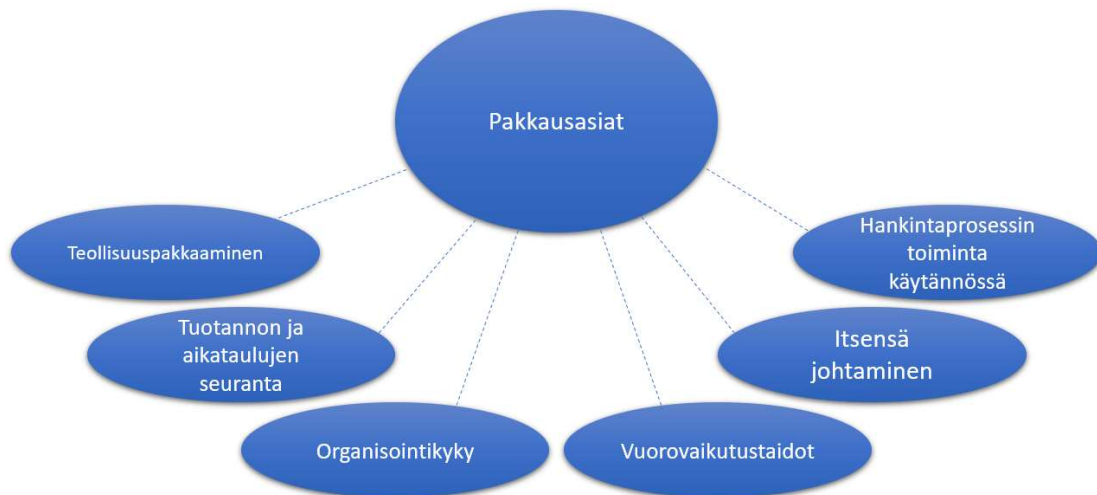 Pakkausasiat
Teollisuuspakkaaminen
Hankintaprosessin
toiminta
käytännössä
Tuotannon ja
aikataulujen
seuranta
Itsensä
johtaminen
Organisointikyky
Vuorovaikutustaidot